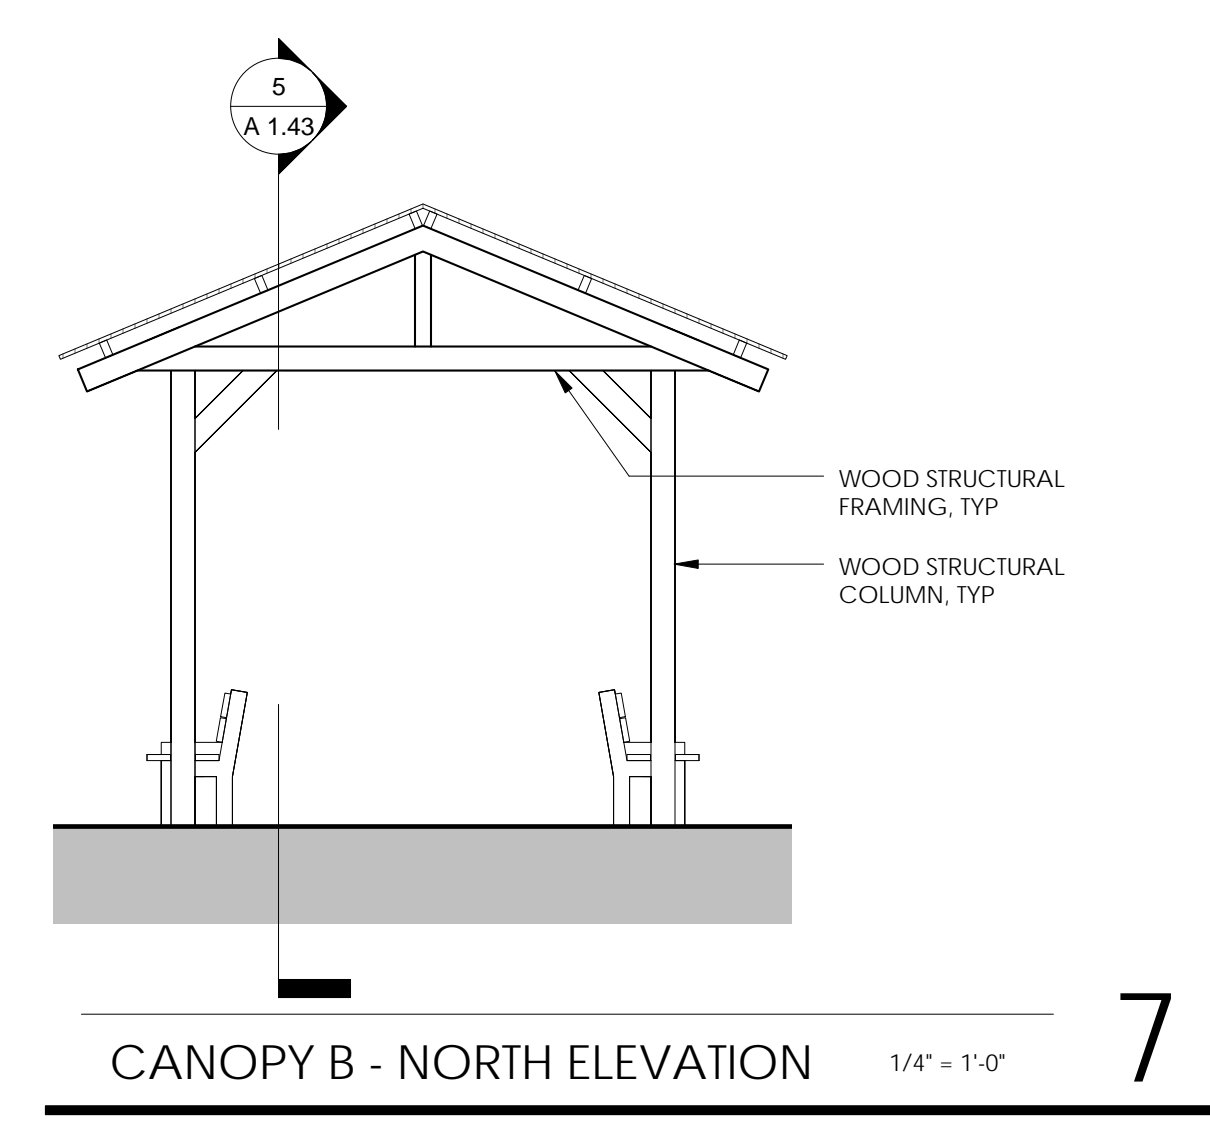 5
A 1.43
WOOD STRUCTURAL
FRAMING, TYP
WOOD STRUCTURAL
COLUMN, TYP
CANOPY B - NORTH ELEVATION
1/4" = 1'-0"
7